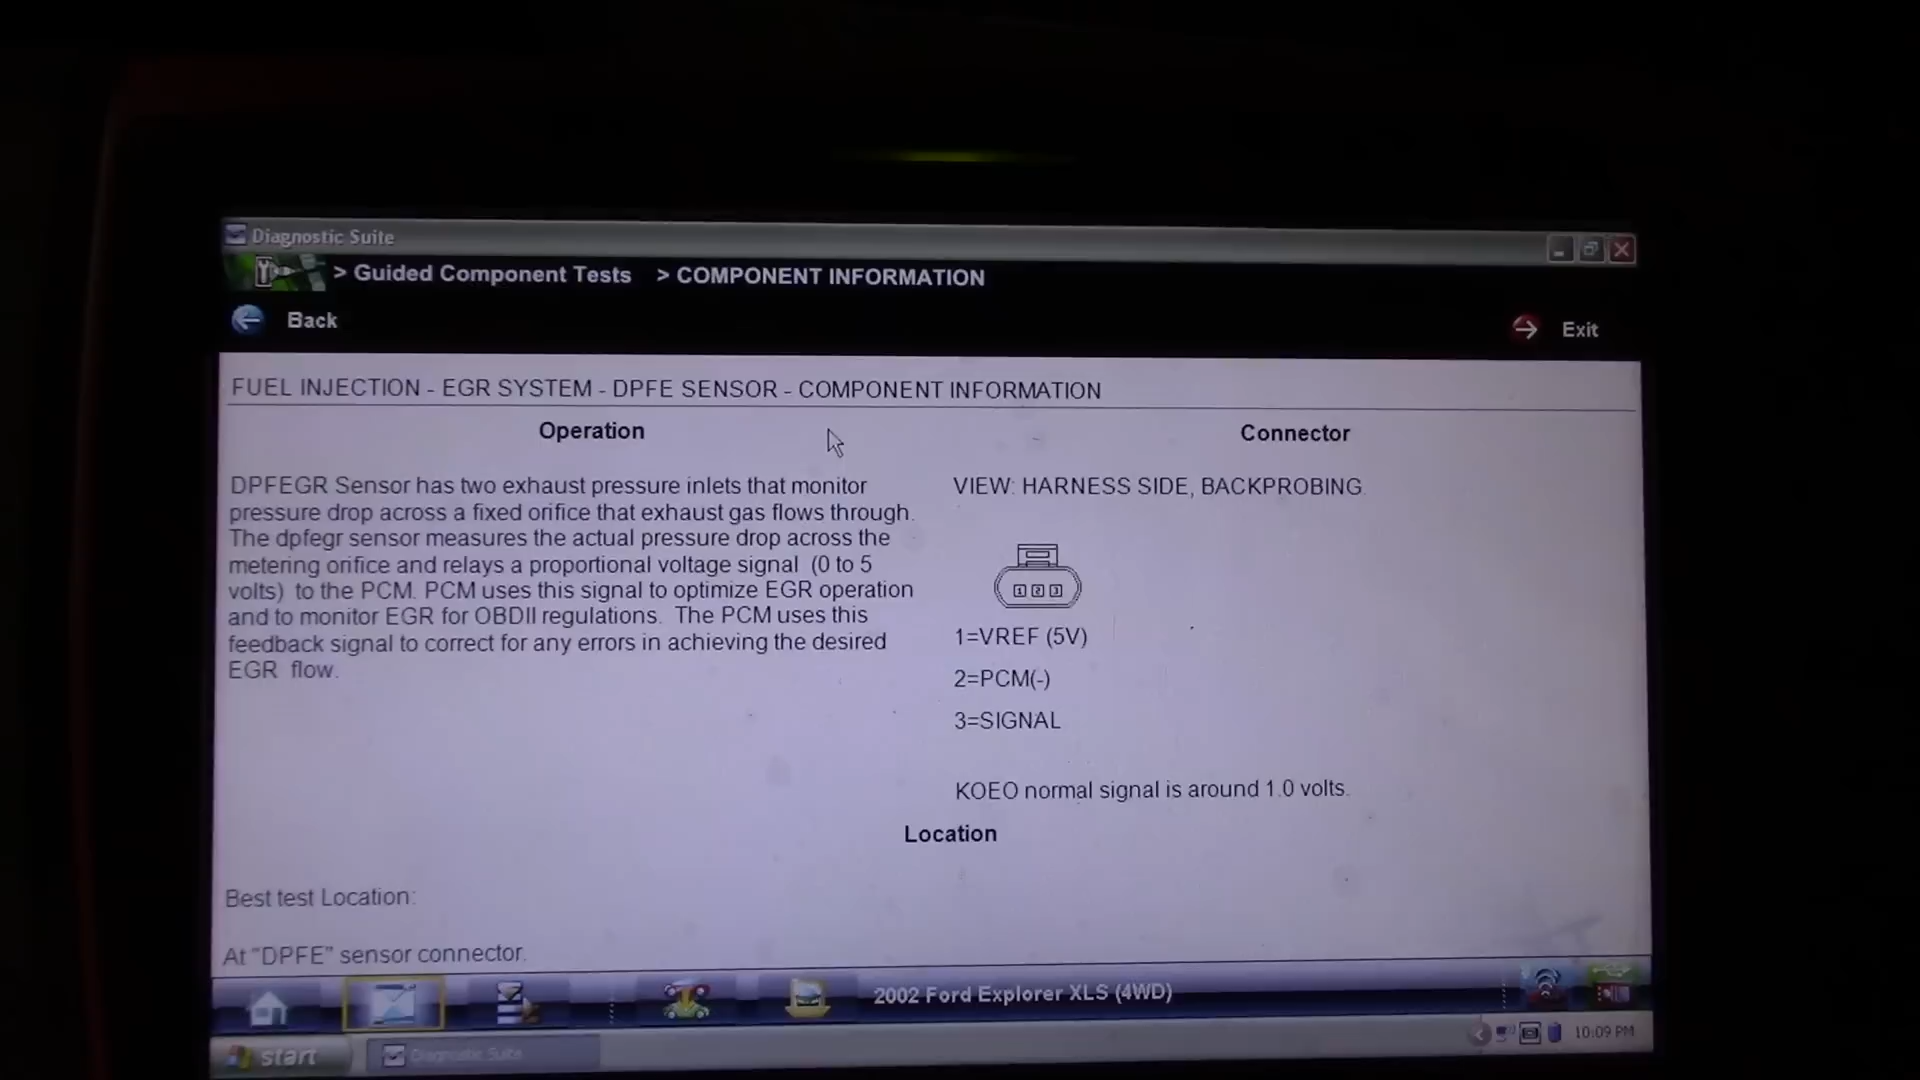 Diagnostic Suite
> Guided Component Tests > COMPONENT INFORMATION
Back
Exit
FUEL INJECTION - EGR SYSTEM - DPFE SENSOR - COMPONENT INFORMATION
Operation
DPFEGR Sensor has two exhaust pressure inlets that monitor
pressure drop across a fixed orifice that exhaust gas flows through.
The dpfegr sensor measures the actual pressure drop across the
metering orifice and relays a proportional voltage signal (0 to 5
volts) to the PCM. PCM uses this signal to optimize EGR operation
and to monitor EGR for OBDII regulations. The PCM uses this
feedback signal to correct for any errors in achieving the desired
EGR flow.
Connector
VIEW: HARNESS SIDE, BACKPROBING.
1 2 3
1=VREF (5V)
2=PCM(-)
3=SIGNAL
KOEO normal signal is around 1.0 volts.
Location
Best test Location:
At "DPFE" sensor connector.
2002 Ford Explorer XLS (4WD)
start
Diagnostic Suite
10:09 PM